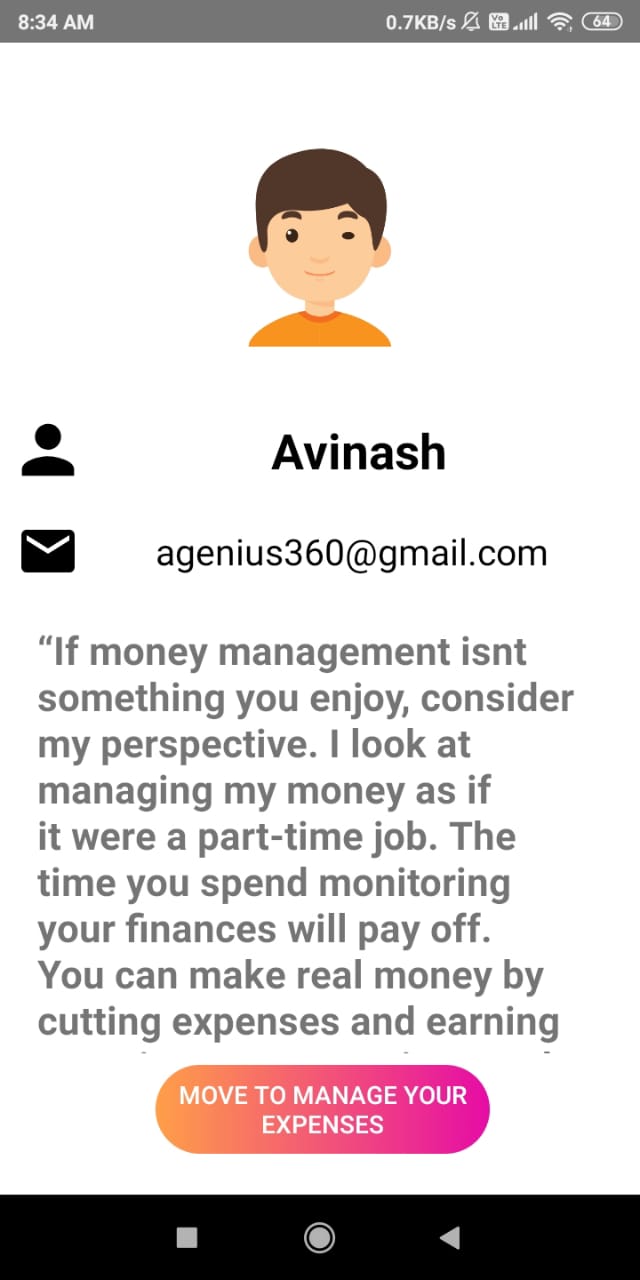 8:34 AM 0.7KB/s Vo LTE 64
Avinash
agenius360@gmail.com
“If money management isnt
something you enjoy, consider
my perspective. I look at
managing my money as if
it were a part-time job. The
time you spend monitoring
your finances will pay off.
You can make real money by
cutting expenses and earning
MOVE TO MANAGE YOUR
EXPENSES